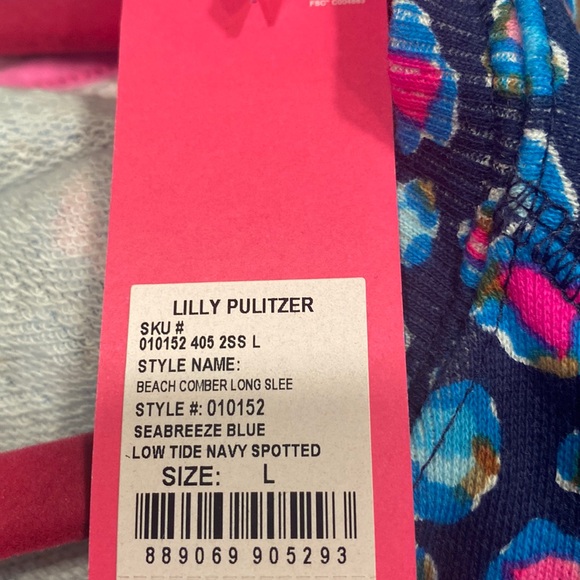 LILLY PULITZER
SKU #
010152 405 2SS L
STYLE NAME:
BEACH COMBER LONG SLEE
STYLE #: 010152
SEABREEZE BLUE
LOW TIDE NAVY SPOTTED
SIZE: L
889069 905293